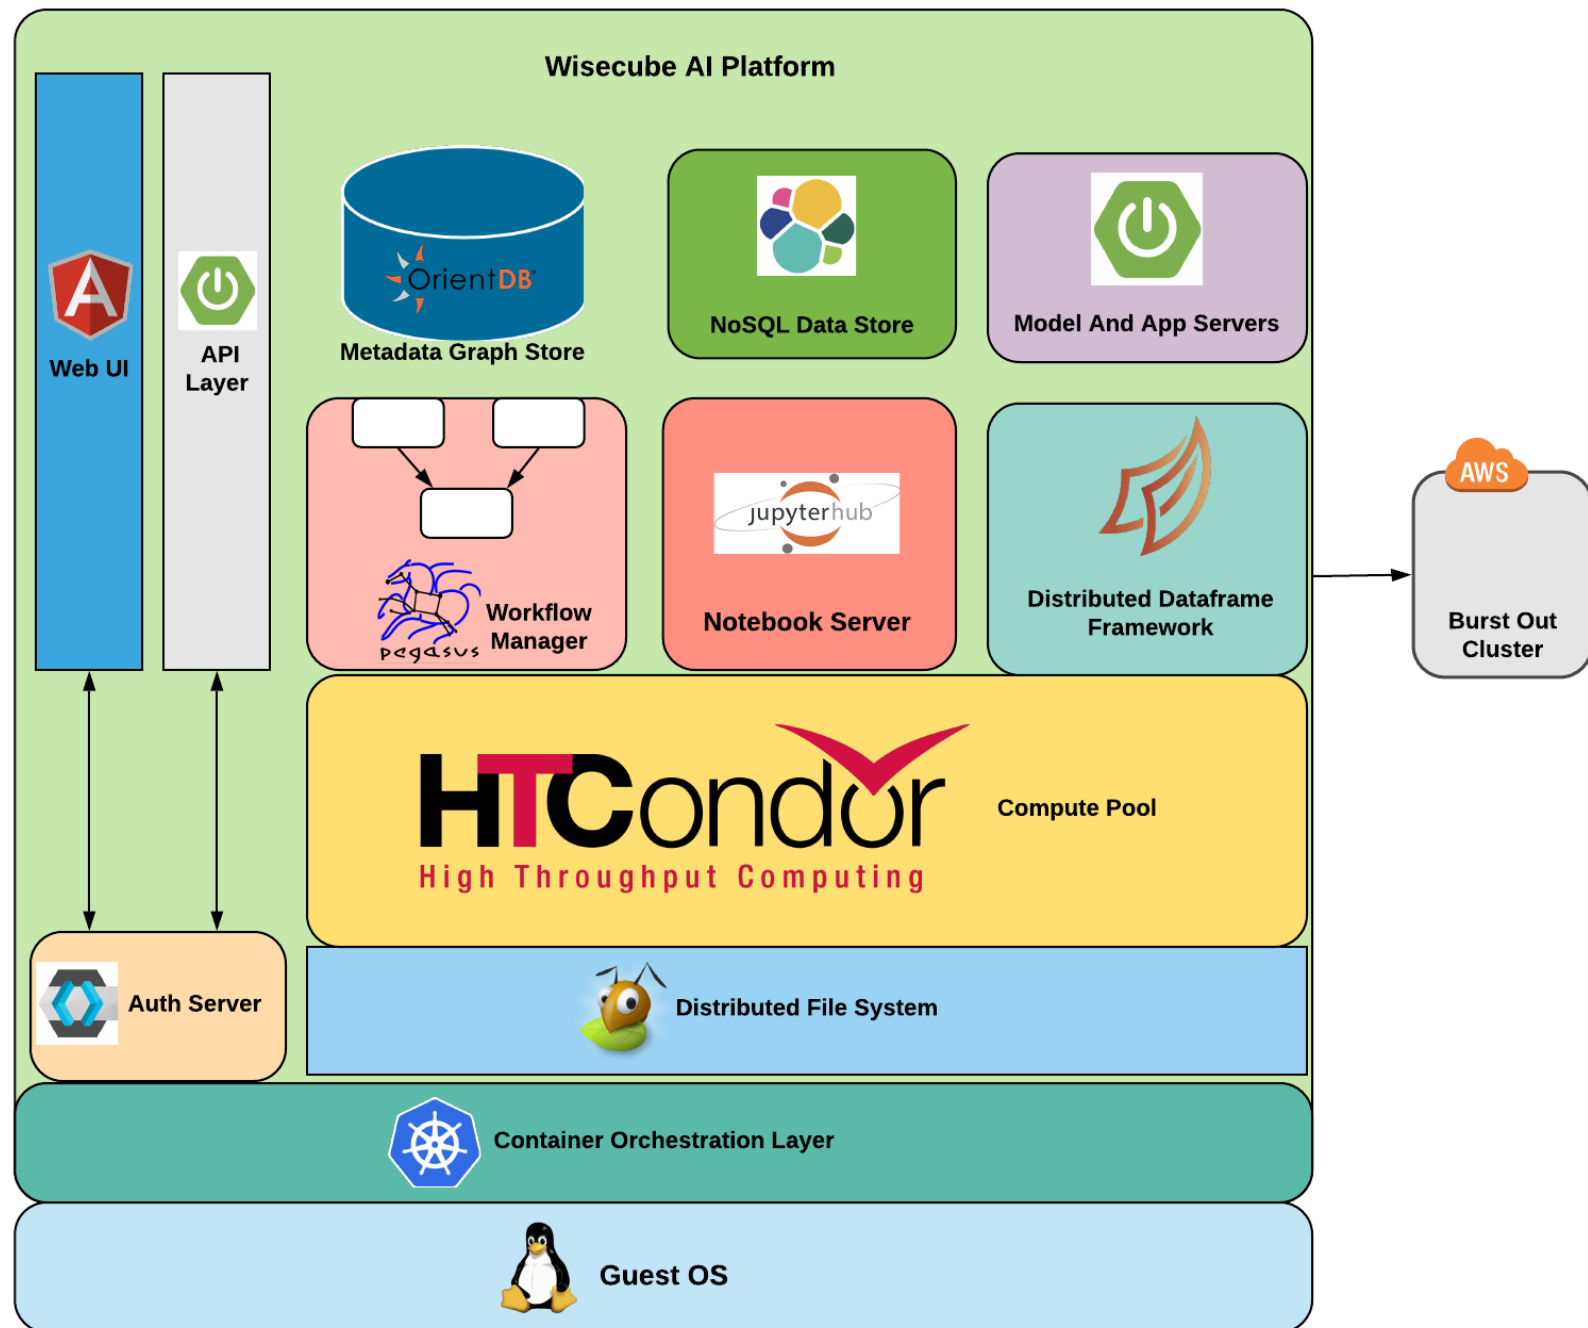 Wisecube AI Platform
Web UI
API
Layer
OrientDB
Metadata Graph Store
NoSQL Data Store
Model And App Servers
pegasus
Workflow
Manager
jupyterhub
Notebook Server
Distributed Dataframe
Framework
AWS
Burst Out
Cluster
HTCondor
High Throughput Computing
Compute Pool
Auth Server
Distributed File System
Container Orchestration Layer
Guest OS